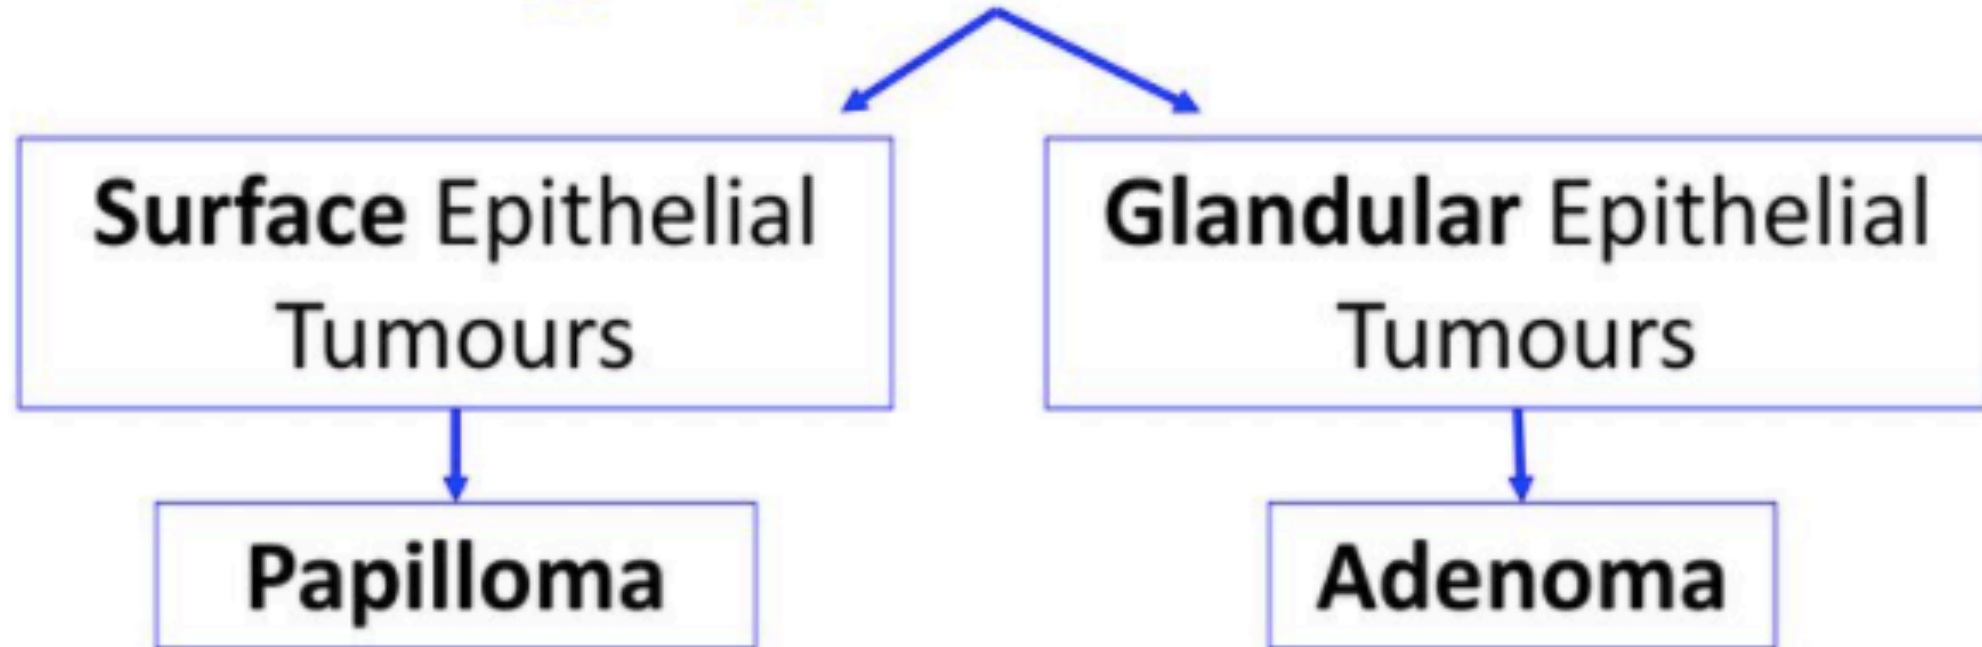 Surface Epithelial
Tumours
Glandular Epithelial
Tumours
Papilloma
Adenoma